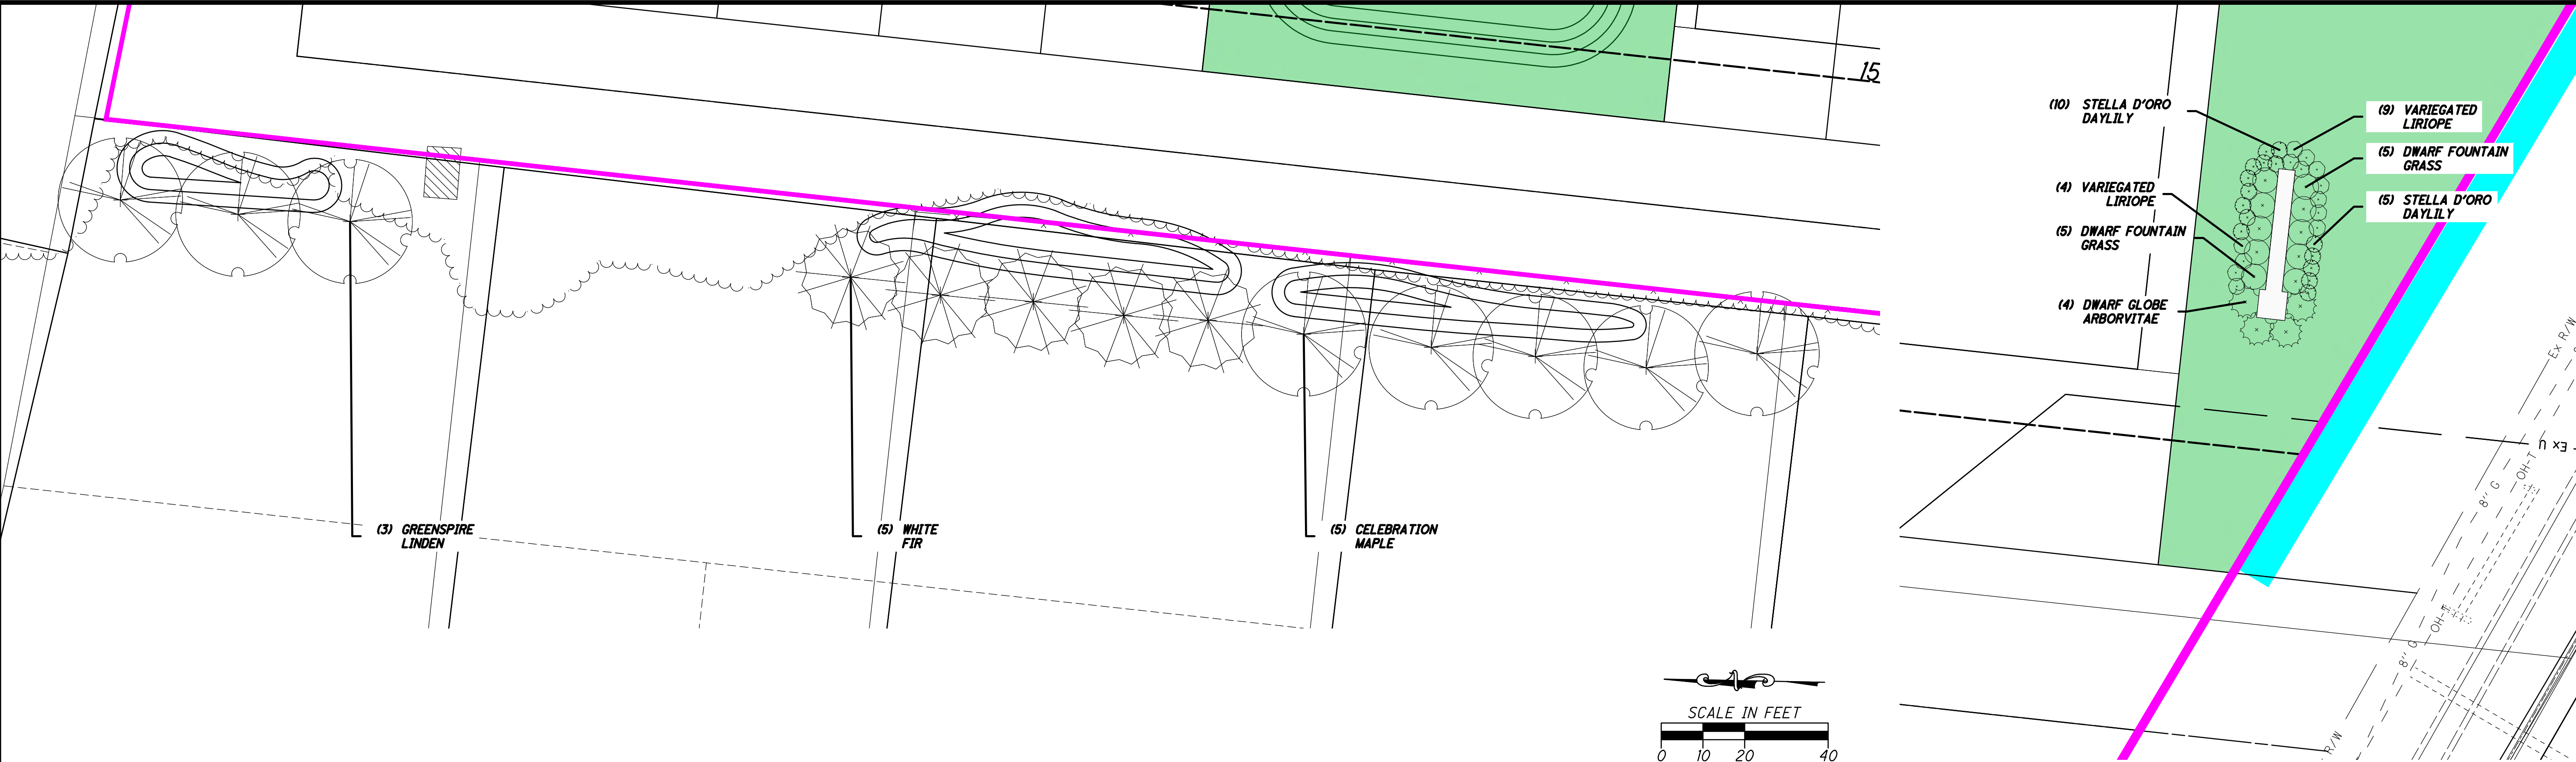 15
(10) STELLA D'ORO
DAYLILY
(9) VARIEGATED
LIRIOPE
(5) DWARF FOUNTAIN
GRASS
(4) VARIEGATED
LIRIOPE
(5) STELLA D'ORO
DAYLILY
(5) DWARF FOUNTAIN
GRASS
(4) DWARF GLOBE
ARBORVITAE
Ex R/W
Ex U
OH-T
8" G
OH-T
8" G
R/W
(3) GREENSPIRE
LINDEN
(5) WHITE
FIR
(5) CELEBRATION
MAPLE
SCALE IN FEET
0 10 20 40